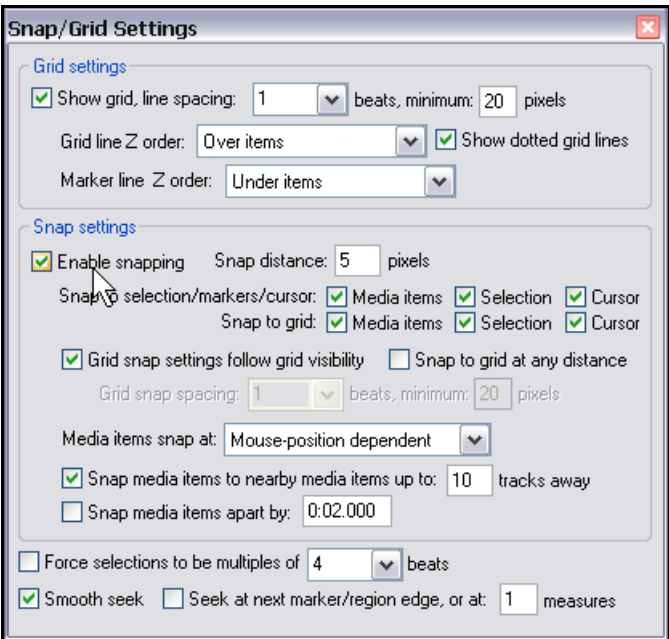 Snap/Grid Settings
Grid settings
Show grid, line spacing: 1 beats, minimum: 20 pixels
Grid line Z order: Over items Show dotted grid lines
Marker line Z order: Under items
Snap settings
Enable snapping Snap distance: 5 pixels
Snap to selection/markers/cursor: Media items Selection Cursor
Snap to grid: Media items Selection Cursor
Grid snap settings follow grid visibility Snap to grid at any distance
Grid snap spacing: 1 beats, minimum: 20 pixels
Media items snap at: Mouse-position dependent
Snap media items to nearby media items up to: 10 tracks away
Snap media items apart by: 0:02.000
Force selections to be multiples of 4 beats
Smooth seek Seek at next marker/region edge, or at: 1 measures